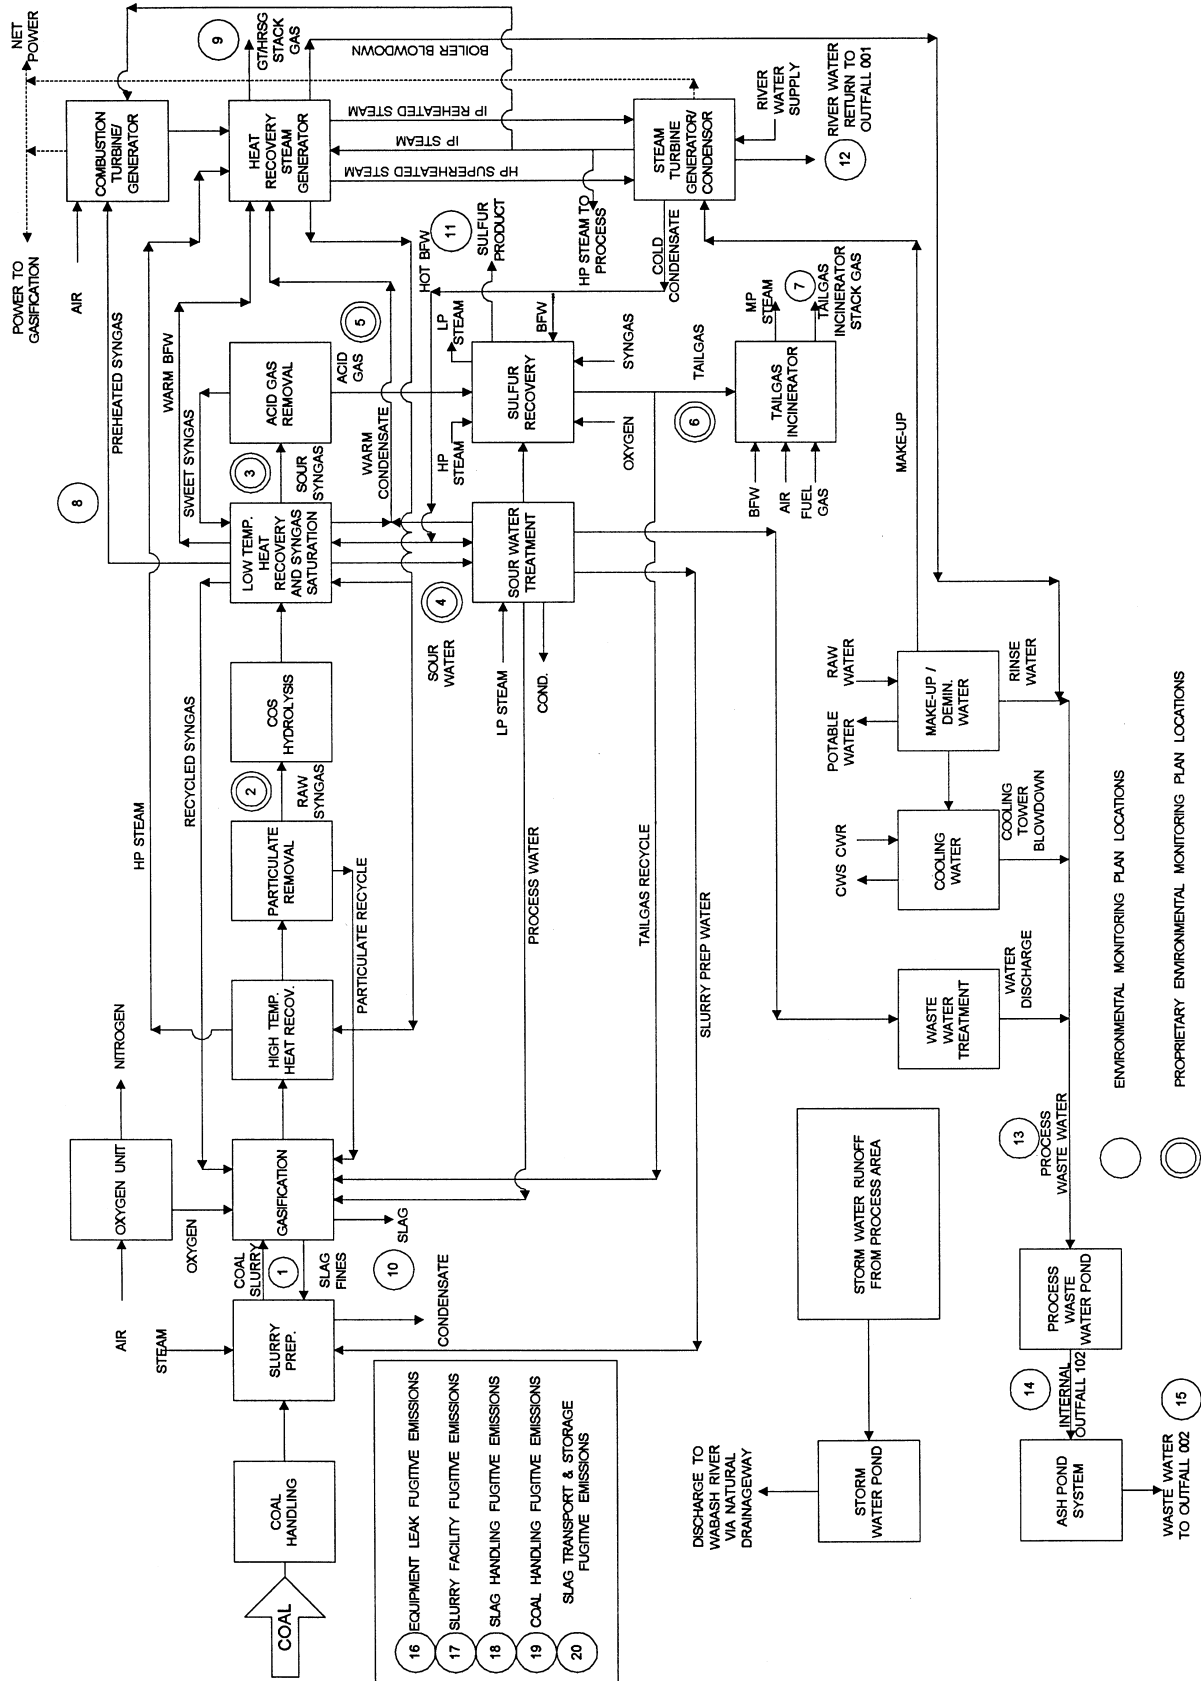 COAL
COAL
HANDLING
STEAM
SLURRY
PREP.
CONDENSATE
COAL
SLURRY
1
SLAG
FINES
AIR
OXYGEN UNIT
NITROGEN
OXYGEN
GASIFICATION
10
SLAG
HIGH TEMP.
HEAT RECOV.
HP STEAM
RECYCLED SYNGAS
PARTICULATE
REMOVAL
PARTICULATE RECYCLE
2
RAW
SYNGAS
COS
HYDROLYSIS
LOW TEMP.
HEAT
RECOVERY
AND SYNGAS
SATURATION
3
SOUR
SYNGAS
SWEET SYNGAS
ACID GAS
REMOVAL
ACID
GAS
5
8
PREHEATED SYNGAS
WARM BFW
WARM
CONDENSATE
HOT BFW
POWER TO
GASIFICATION
NET
POWER
AIR
COMBUSTION
TURBINE/
GENERATOR
9
GT/HRSG
STACK
GAS
HEAT
RECOVERY
STEAM
GENERATOR
BOILER BLOWDOWN
IP REHEATED STEAM
IP STEAM
HP SUPERHEATED STEAM
STEAM
TURBINE
GENERATOR/
CONDENSOR
RIVER
WATER
SUPPLY
12
RIVER WATER
RETURN TO
OUTFALL 001
HP STEAM TO
PROCESS
COLD
CONDENSATE
4
SOUR
WATER
LP STEAM
SOUR WATER
TREATMENT
COND.
PROCESS WATER
TAILGAS RECYCLE
SLURRY PREP WATER
HP
STEAM
LP
STEAM
11
SULFUR
PRODUCT
BFW
SULFUR
RECOVERY
OXYGEN
SYNGAS
6
TAILGAS
BFW
AIR
FUEL
GAS
TAILGAS
INCINERATOR
MP
STEAM
7
TAILGAS
INCINERATOR
STACK GAS
MAKE-UP
RAW
WATER
POTABLE
WATER
MAKE-UP /
DEMIN.
WATER
RINSE
WATER
CWS CWR
COOLING
WATER
COOLING
TOWER
BLOWDOWN
WASTE
WATER
TREATMENT
WATER
DISCHARGE
13
PROCESS
WASTE WATER
PROCESS
WASTE
WATER POND
14
INTERNAL
OUTFALL 102
ASH POND
SYSTEM
15
WASTE WATER
TO OUTFALL 002
STORM WATER RUNOFF
FROM PROCESS AREA
STORM
WATER POND
DISCHARGE TO
WABASH RIVER
VIA NATURAL
DRAINAGEWAY
16 EQUIPMENT LEAK FUGITIVE EMISSIONS
17 SLURRY FACILITY FUGITIVE EMISSIONS
18 SLAG HANDLING FUGITIVE EMISSIONS
19 COAL HANDLING FUGITIVE EMISSIONS
20 SLAG TRANSPORT & STORAGE
FUGITIVE EMISSIONS
ENVIRONMENTAL MONITORING PLAN LOCATIONS
PROPRIETARY ENVIRONMENTAL MONITORING PLAN LOCATIONS